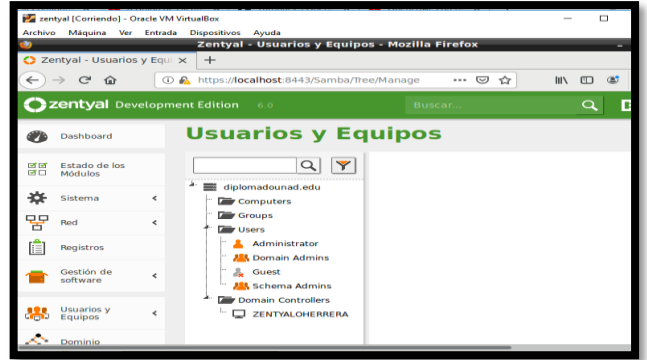 zentyal [Corriendo] - Oracle VM VirtualBox
Archivo Máquina Ver Entrada Dispositivos Ayuda
Zentyal - Usuarios y Equipos - Mozilla Firefox
Zentyal - Usuarios y Equi
https://localhost:8443/Samba/Tree/Manage
zentyal Development Edition 6.0
Buscar...
Dashboard
Estado de los
Módulos
Sistema
Red
Registros
Gestión de
software
Usuarios y
Equipos
Dominio
Usuarios y Equipos
diplomadounad.edu
Computers
Groups
Users
Administrator
Domain Admins
Guest
Schema Admins
Domain Controllers
ZENTYALOHERRERA